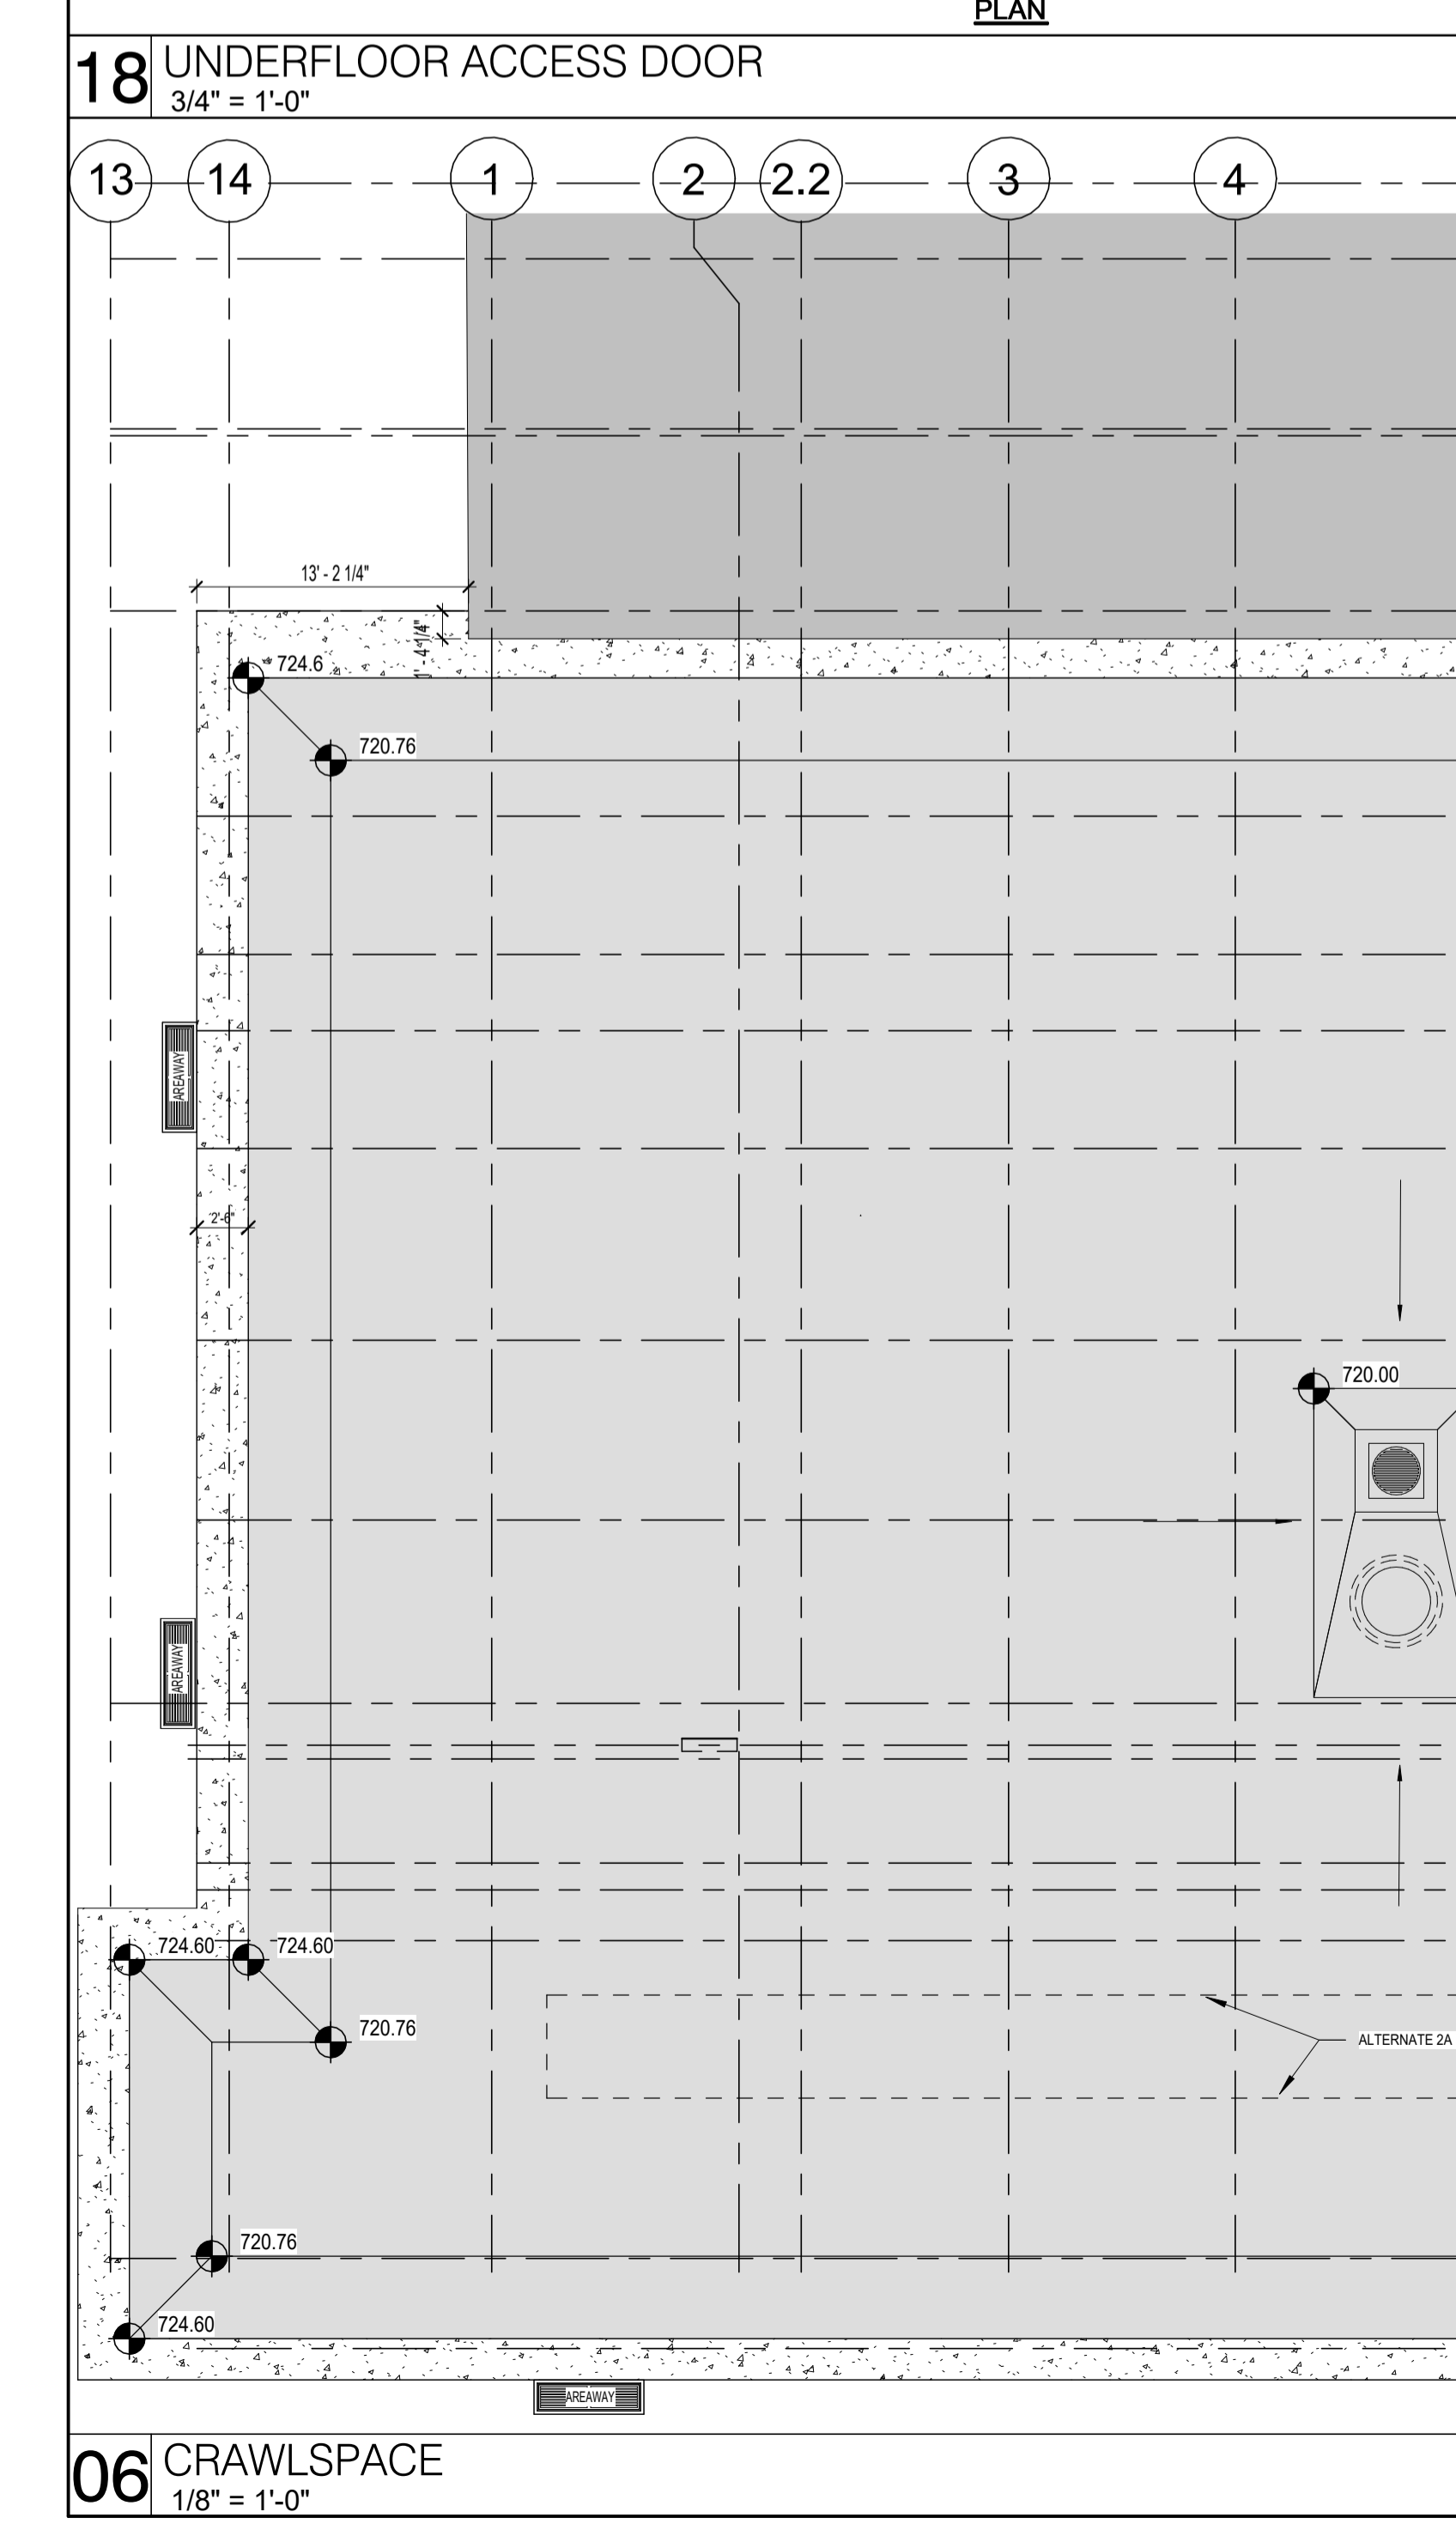 PLAN
18 UNDERFLOOR ACCESS DOOR
3/4" = 1'-0"
13 14 1 2 2.2 3 4
13' - 2 1/4"
1' - 4 1/4"
724.6
720.76
AREAWAY
2'-6"
720.00
AREAWAY
724.60 724.60
720.76
ALTERNATE 2A
720.76
724.60
AREAWAY
06 CRAWLSPACE
1/8" = 1'-0"